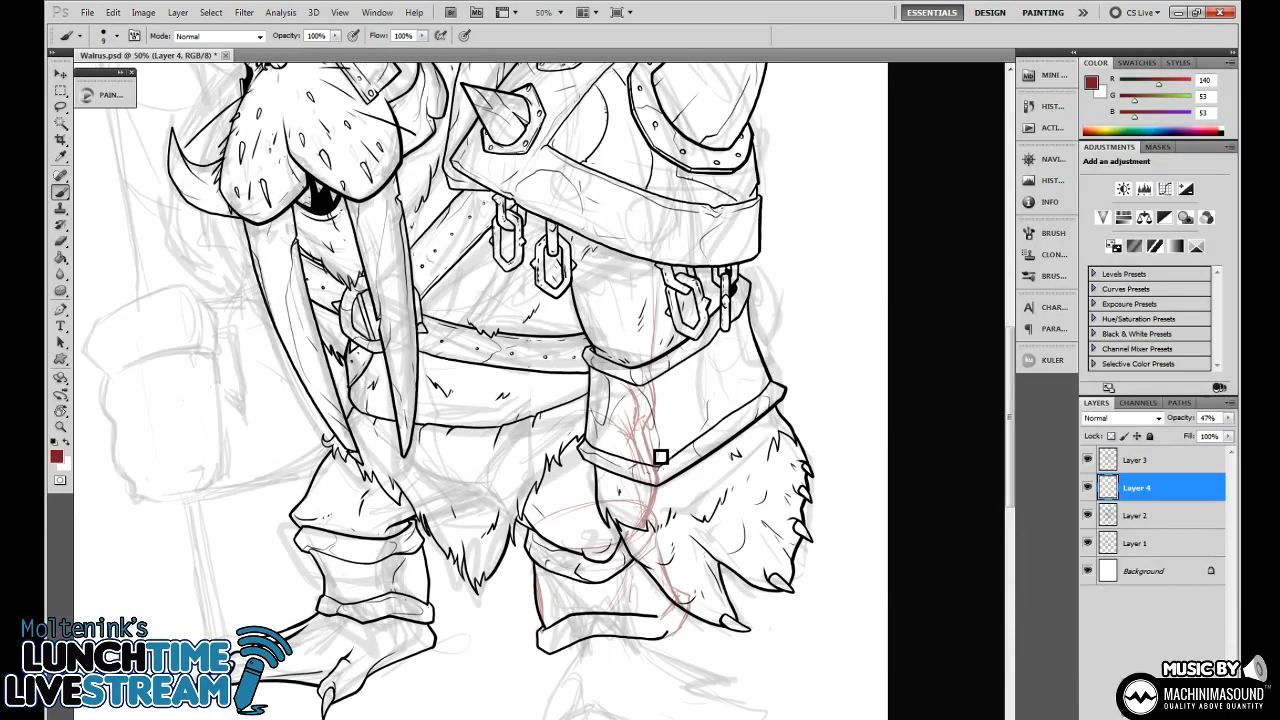 Ps File Edit Image Layer Select Filter Analysis 3D View Window Help Br Mb 50% ESSENTIALS DESIGN PAINTING CS Live
Mode: Normal Opacity: 100% Flow: 100%
9
Walrus.psd @ 50% (Layer 4, RGB/8) *
PAIN...
MINI ...
HIST...
ACTI...
NAVI...
HIST...
INFO
BRUSH
CLON...
BRUS...
CHAR...
PARA...
KULER
COLOR SWATCHES STYLES
R 140
G 53
B 53
ADJUSTMENTS MASKS
Add an adjustment
Levels Presets
Curves Presets
Exposure Presets
Hue/Saturation Presets
Black & White Presets
Channel Mixer Presets
Selective Color Presets
LAYERS CHANNELS PATHS
Normal Opacity: 47%
Lock: Fill: 100%
Layer 3
Layer 4
Layer 2
Layer 1
Background
Moltenink's
LUNCHTIME
LIVESTREAM
MUSIC BY
MACHINIMASOUND
QUALITY ABOVE QUANTITY